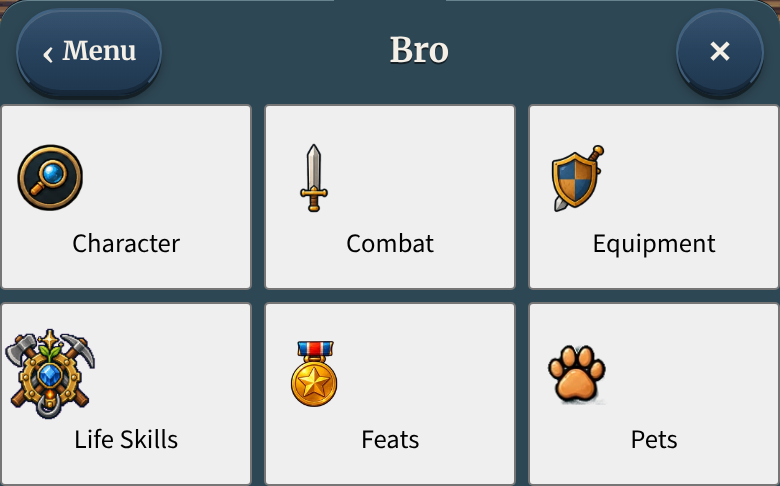 ‹ Menu
Bro
×
Character
Combat
Equipment
Life Skills
Feats
Pets